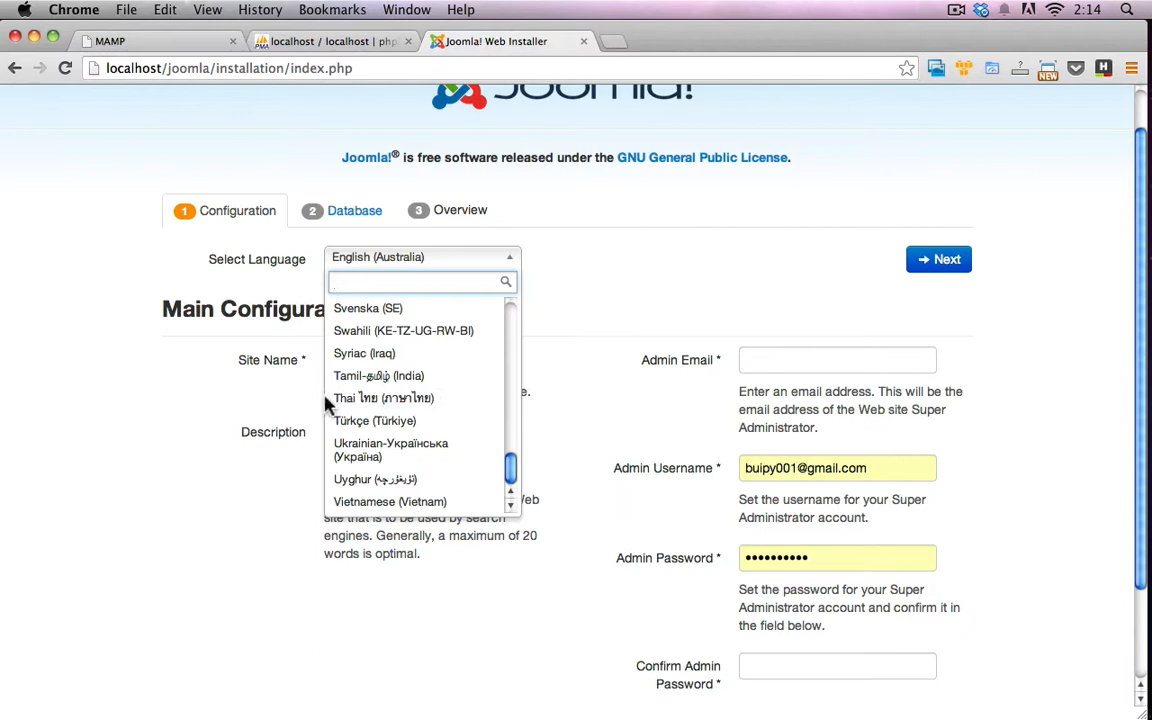 Chrome File Edit View History Bookmarks Window Help 2:14
MAMP localhost / localhost | php Joomla! Web Installer
localhost/joomla/installation/index.php NEW H
Joomla!
Joomla!® is free software released under the GNU General Public License.
1 Configuration 2 Database 3 Overview
Select Language English (Australia) Next
Svenska (SE)
Main Configura
Swahili (KE-TZ-UG-RW-BI)
Syriac (Iraq)
Site Name * Admin Email *
Tamil-தமிழ் (India)
e. Enter an email address. This will be the
Thai ไทย (ภาษาไทย) email address of the Web site Super
Türkçe (Türkiye) Administrator.
Description
Ukrainian-Українська
(Україна)
Admin Username * buipy001@gmail.com
Uyghur (ئۇيغۇرچە)
Vietnamese (Vietnam) eb Set the username for your Super
site that is to be used by search Administrator account.
engines. Generally, a maximum of 20
words is optimal.
Admin Password * ••••••••••
Set the password for your Super
Administrator account and confirm it in
the field below.
Confirm Admin
Password *